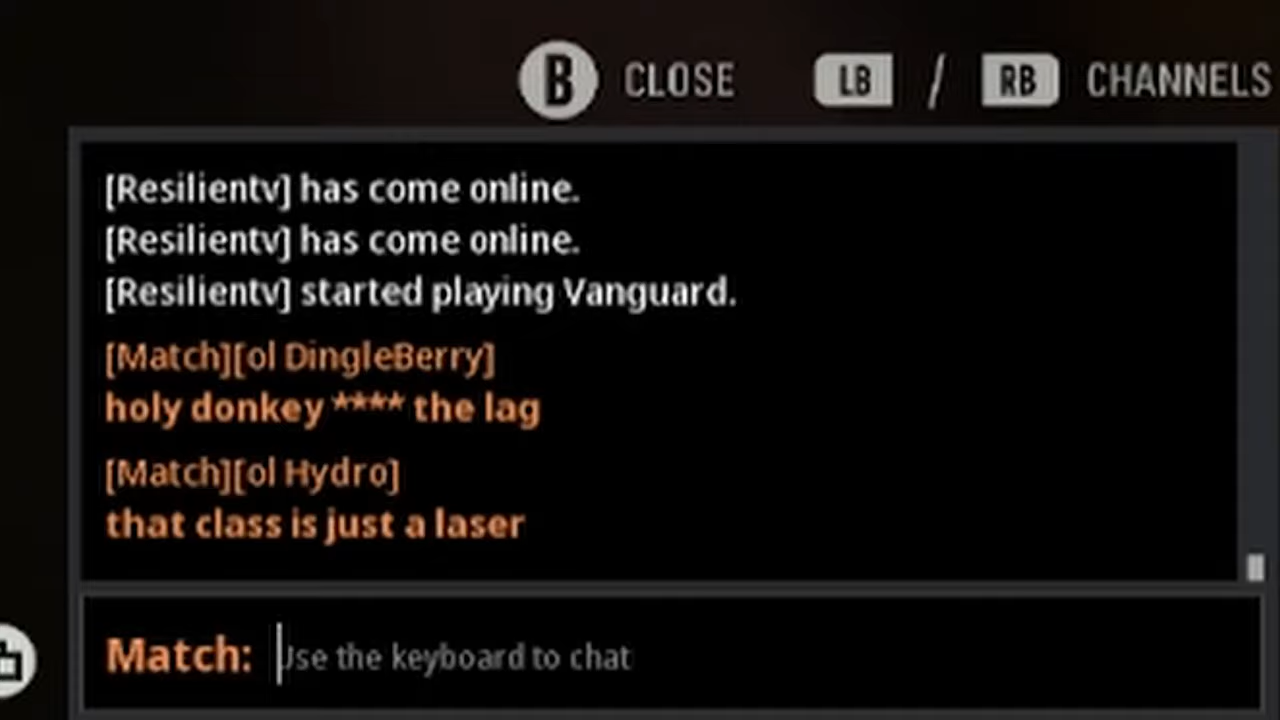 B CLOSE LB / RB CHANNELS
[Resilientv] has come online.
[Resilientv] has come online.
[Resilientv] started playing Vanguard.
[Match][ol DingleBerry]
holy donkey **** the lag
[Match][ol Hydro]
that class is just a laser
Match: Use the keyboard to chat